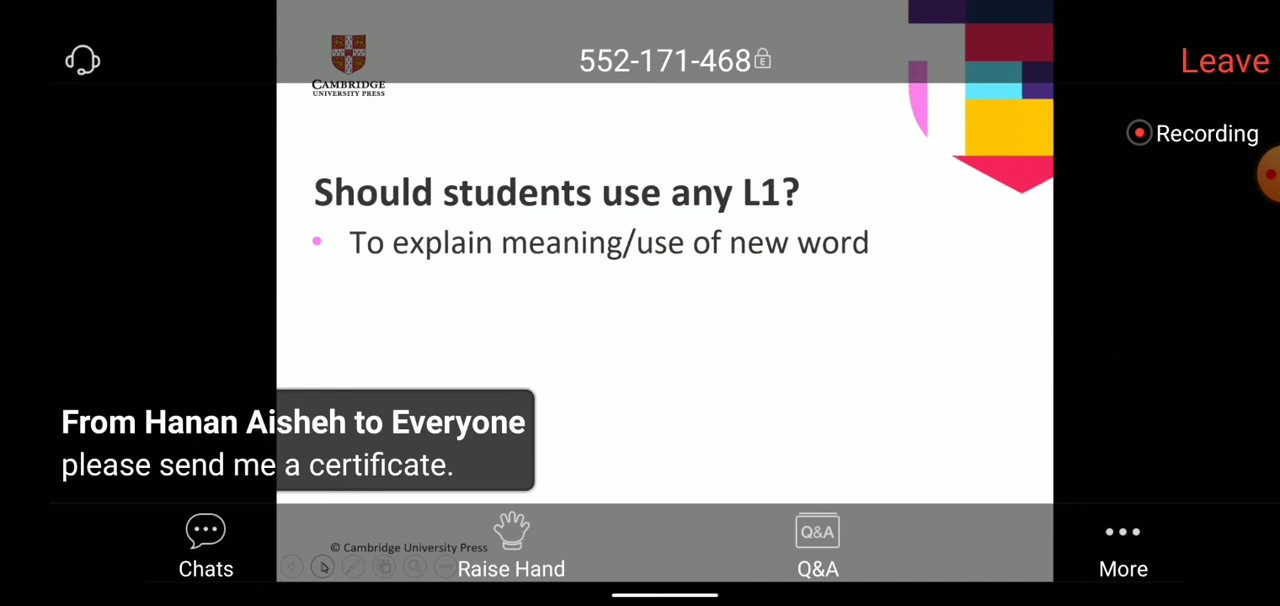 552-171-468
Leave
CAMBRIDGE
UNIVERSITY PRESS
Recording
Should students use any L1?
• To explain meaning/use of new word
From Hanan Aisheh to Everyone
please send me a certificate.
Q&A
© Cambridge University Press
Chats
Raise Hand
Q&A
More